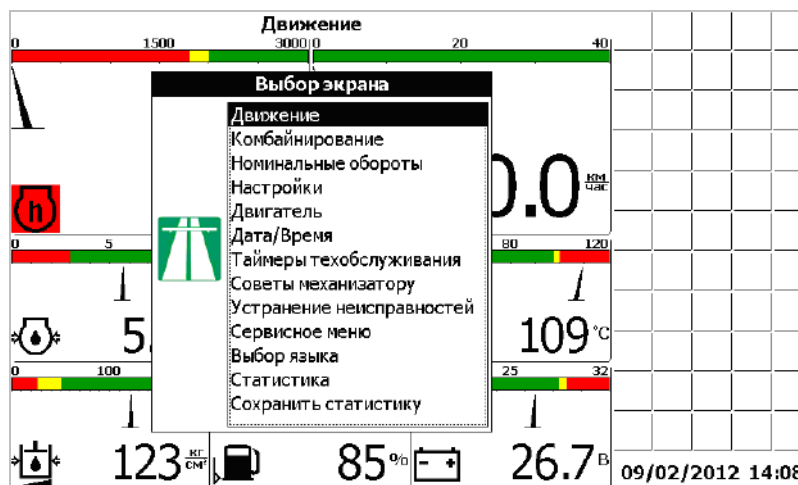 Движение
0 1500 3000 0 20 40
Выбор экрана
Движение
Комбайнирование
Номинальные обороты
Настройки
Двигатель
Дата/Время
Таймеры техобслуживания
Советы механизатору
Устранение неисправностей
Сервисное меню
Выбор языка
Статистика
Сохранить статистику
0.0 км/час
h
0 5 80 120
5. 109 °C
0 100 25 32
123 кг/см² 85 % 26.7 В
09/02/2012 14:08